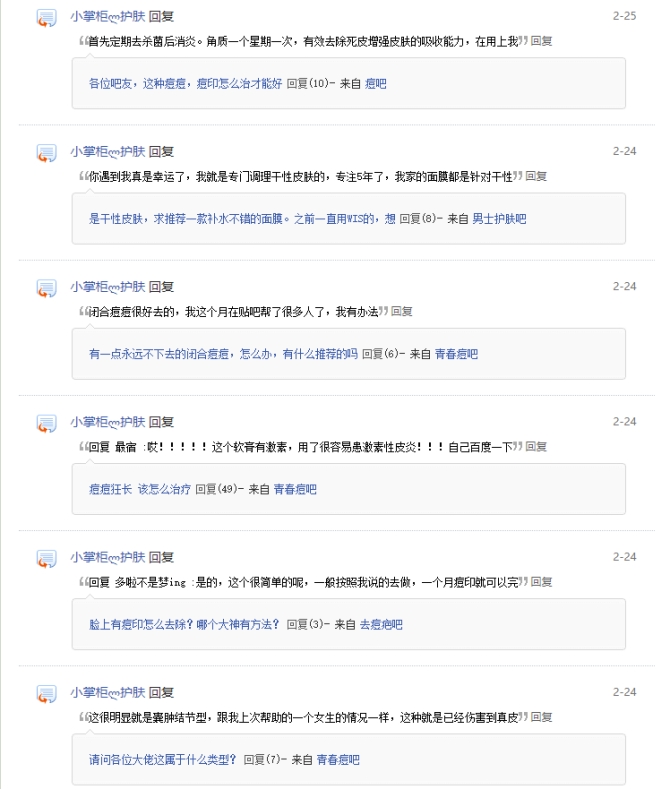 小掌柜ლ护肤 回复 2-25
“首先定期去杀菌后消炎。角质一个星期一次，有效去除死皮增强皮肤的吸收能力，在用上我” 回复
各位吧友，这种痘痘，痘印怎么治才能好 回复(10)- 来自 痘吧
小掌柜ლ护肤 回复 2-24
“你遇到我真是幸运了，我就是专门调理干性皮肤的，专注5年了，我家的面膜都是针对干性” 回复
是干性皮肤，求推荐一款补水不错的面膜。之前一直用WIS的，想 回复(8)- 来自 男士护肤吧
小掌柜ლ护肤 回复 2-24
“闭合痘痘很好去的，我这个月在贴吧帮了很多人了，我有办法” 回复
有一点永远不下去的闭合痘痘，怎么办，有什么推荐的吗 回复(6)- 来自 青春痘吧
小掌柜ლ护肤 回复 2-24
“回复 最宿 :哎！！！！！这个软膏有激素，用了很容易患激素性皮炎！！！自己百度一下” 回复
痘痘狂长 该怎么治疗 回复(49)- 来自 青春痘吧
小掌柜ლ护肤 回复 2-24
“回复 多啦不是梦ing :是的，这个很简单的呢，一般按照我说的去做，一个月痘印就可以完” 回复
脸上有痘印怎么去除？哪个大神有方法？ 回复(3)- 来自 去痘疤吧
小掌柜ლ护肤 回复 2-24
“这很明显就是囊肿结节型，跟我上次帮助的一个女生的情况一样，这种就是已经伤害到真皮” 回复
请问各位大佬这属于什么类型？ 回复(7)- 来自 青春痘吧